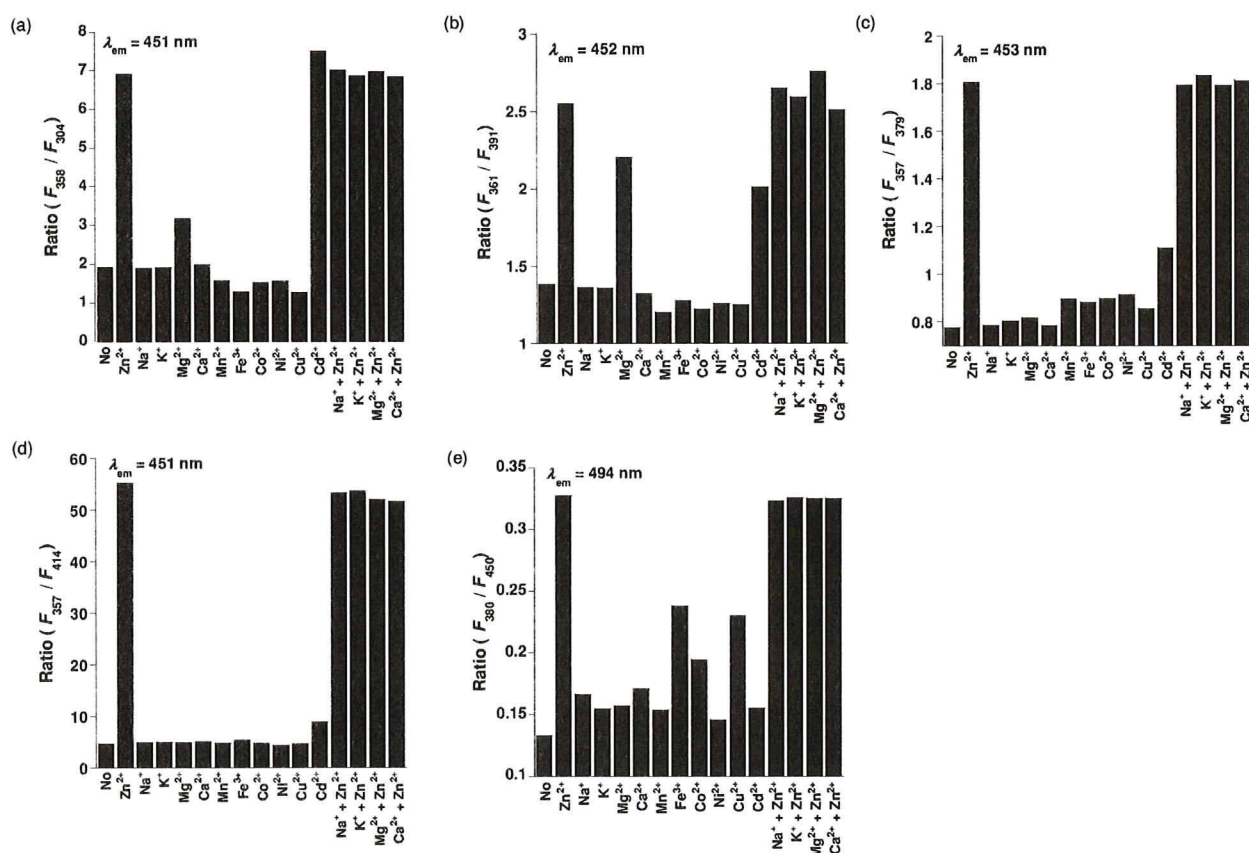 (a)
λem = 451 nm
Ratio (F358 / F304)
8
7
6
5
4
3
2
1
0
No
Zn2+
Na+
K+
Mg2+
Ca2+
Mn2+
Fe3+
Co2+
Ni2+
Cu2+
Cd2+
Na+ + Zn2+
K+ + Zn2+
Mg2+ + Zn2+
Ca2+ + Zn2+
(b)
λem = 452 nm
Ratio (F361 / F391)
3
2.5
2
1.5
1
No
Zn2+
Na+
K+
Mg2+
Ca2+
Mn2+
Fe3+
Co2+
Ni2+
Cu2+
Cd2+
Na+ + Zn2+
K+ + Zn2+
Mg2+ + Zn2+
Ca2+ + Zn2+
(c)
λem = 453 nm
Ratio (F357 / F379)
2
1.8
1.6
1.4
1.2
1
0.8
No
Zn2+
Na+
K+
Mg2+
Ca2+
Mn2+
Fe3+
Co2+
Ni2+
Cu2+
Cd2+
Na+ + Zn2+
K+ + Zn2+
Mg2+ + Zn2+
Ca2+ + Zn2+
(d)
λem = 451 nm
Ratio (F357 / F414)
60
50
40
30
20
10
0
No
Zn2+
Na+
K+
Mg2+
Ca2+
Mn2+
Fe3+
Co2+
Ni2+
Cu2+
Cd2+
Na+ + Zn2+
K+ + Zn2+
Mg2+ + Zn2+
Ca2+ + Zn2+
(e)
λem = 494 nm
Ratio (F380 / F450)
0.35
0.3
0.25
0.2
0.15
0.1
No
Zn2+
Na+
K+
Mg2+
Ca2+
Mn2+
Fe3+
Co2+
Ni2+
Cu2+
Cd2+
Na+ + Zn2+
K+ + Zn2+
Mg2+ + Zn2+
Ca2+ + Zn2+